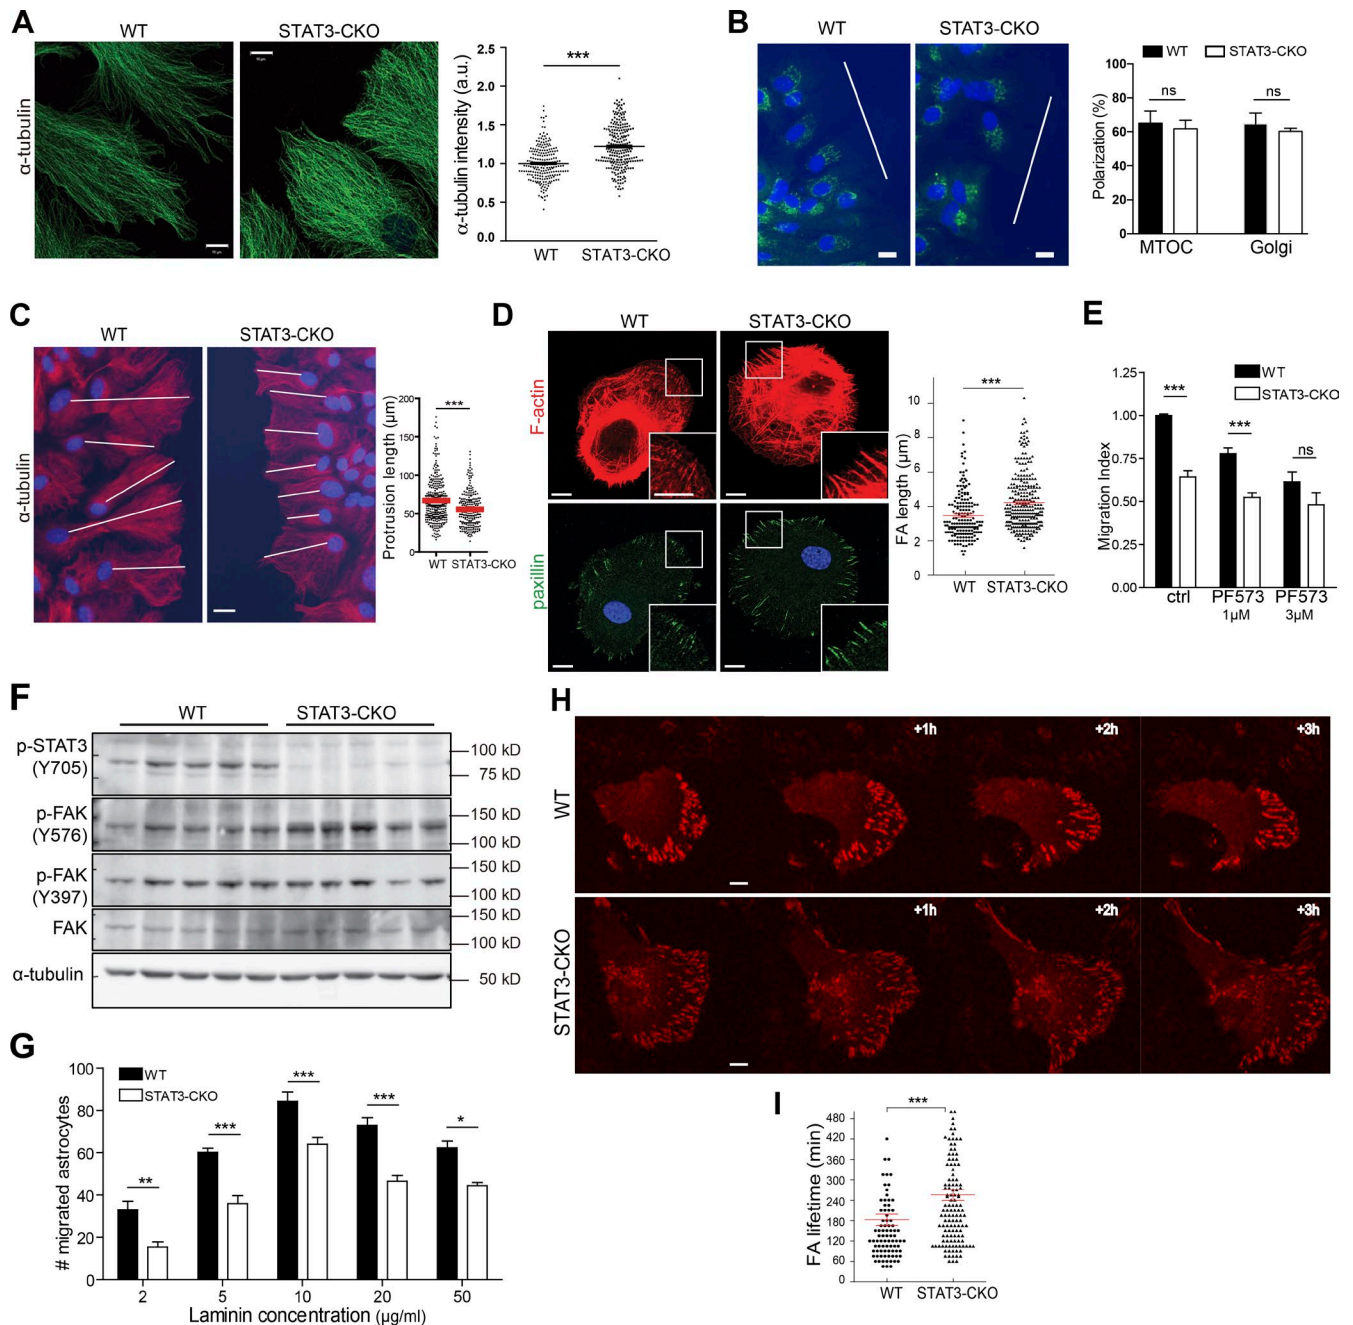 A
WT
STAT3-CKO
α-tubulin
α-tubulin intensity (a.u.)
2.5
2.0
1.5
1.0
0.5
0.0
***
WT
STAT3-CKO
B
WT
STAT3-CKO
WT
STAT3-CKO
Polarization (%)
100
80
60
40
20
0
ns
ns
MTOC
Golgi
C
WT
STAT3-CKO
α-tubulin
Protrusion length (µm)
200
150
100
50
0
***
WT
STAT3-CKO
D
WT
STAT3-CKO
F-actin
paxillin
FA length (µm)
10
8
6
4
2
0
***
WT
STAT3-CKO
E
WT
STAT3-CKO
Migration Index
1.25
1.00
0.75
0.50
0.25
0.00
***
***
ns
ctrl
PF573
1µM
PF573
3µM
F
WT
STAT3-CKO
p-STAT3
(Y705)
100 kD
75 kD
p-FAK
(Y576)
150 kD
100 kD
p-FAK
(Y397)
150 kD
100 kD
FAK
150 kD
100 kD
α-tubulin
50 kD
G
WT
STAT3-CKO
# migrated astrocytes
100
80
60
40
20
0
**
***
***
***
*
2
5
10
20
50
Laminin concentration (µg/ml)
H
WT
+1h
+2h
+3h
STAT3-CKO
+1h
+2h
+3h
I
FA lifetime (min)
480
420
360
300
240
180
120
60
0
***
WT
STAT3-CKO